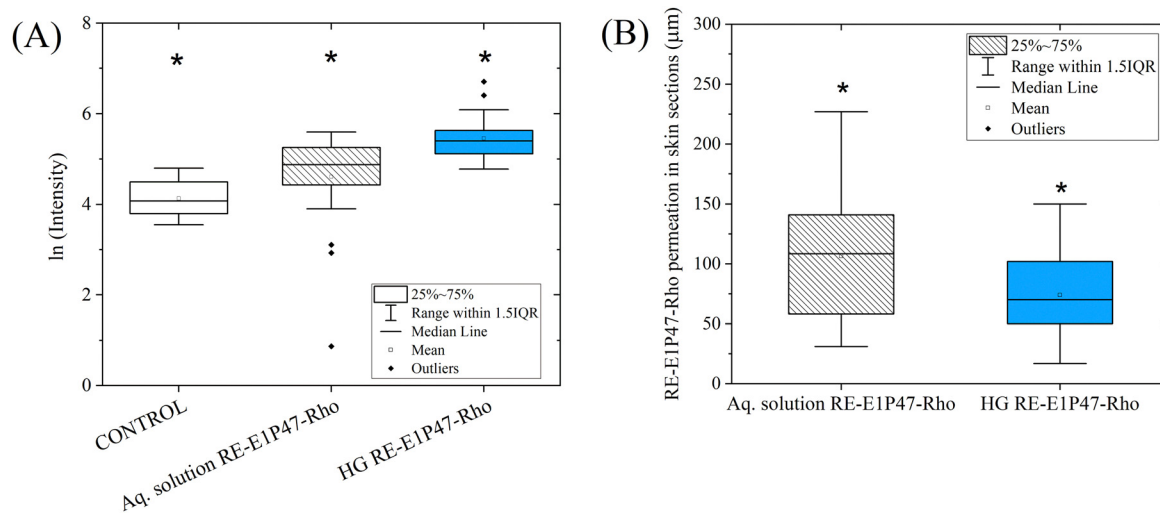 (A)
ln (Intensity)
8
6
4
2
0
*
*
*
25%~75%
Range within 1.5IQR
Median Line
Mean
Outliers
CONTROL
Aq. solution RE-E1P47-Rho
HG RE-E1P47-Rho
(B)
RE-E1P47-Rho permeation in skin sections (μm)
300
250
200
150
100
50
0
*
*
25%~75%
Range within 1.5IQR
Median Line
Mean
Outliers
Aq. solution RE-E1P47-Rho
HG RE-E1P47-Rho